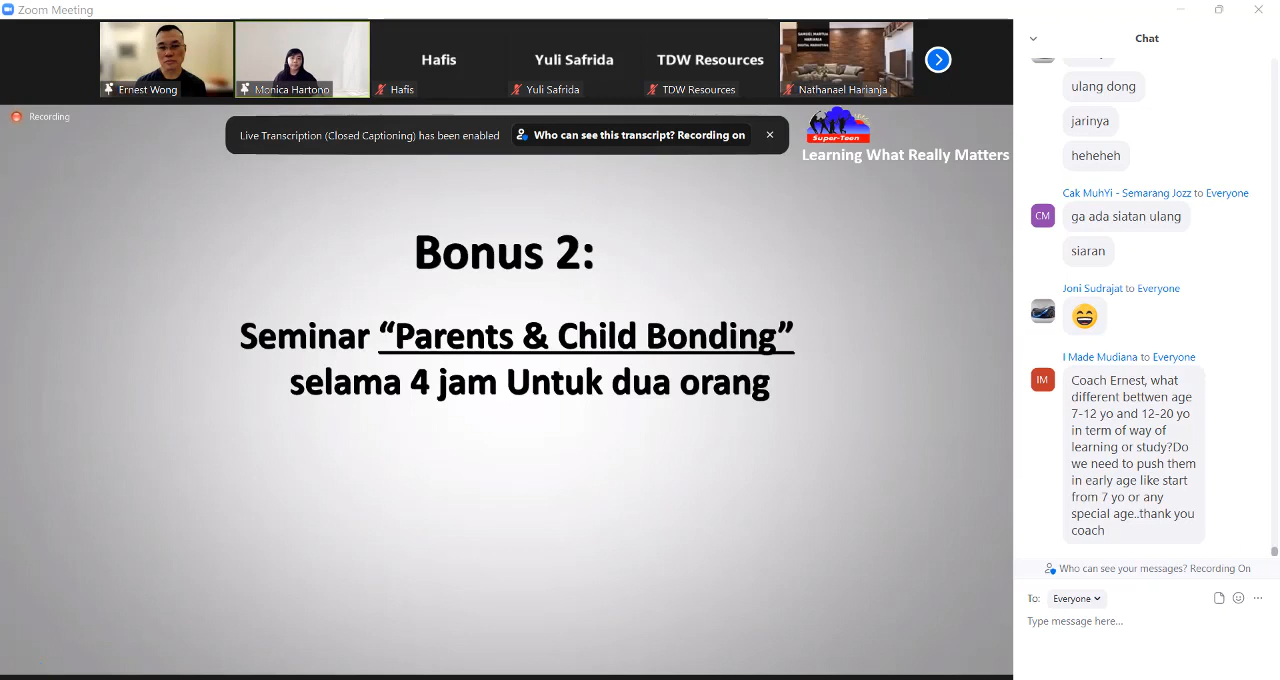 Zoom Meeting
Chat
Hafis
Yuli Safrida
TDW Resources
SAMUEL MARTUA
HARIANJA
DIGITAL MARKETING
Ernest Wong
Monica Hartono
Hafis
Yuli Safrida
TDW Resources
Nathanael Harianja
Recording
Live Transcription (Closed Captioning) has been enabled
Who can see this transcript? Recording on
Super-Teen
Learning What Really Matters
Bonus 2:
Seminar “Parents & Child Bonding”
selama 4 jam Untuk dua orang
ulang dong
jarinya
heheheh
Cak MuhYi - Semarang Jozz to Everyone
CM
ga ada siatan ulang
siaran
Joni Sudrajat to Everyone
I Made Mudiana to Everyone
IM
Coach Ernest, what
different bettwen age
7-12 yo and 12-20 yo
in term of way of
learning or study?Do
we need to push them
in early age like start
from 7 yo or any
special age..thank you
coach
Who can see your messages? Recording On
To: Everyone
Type message here...